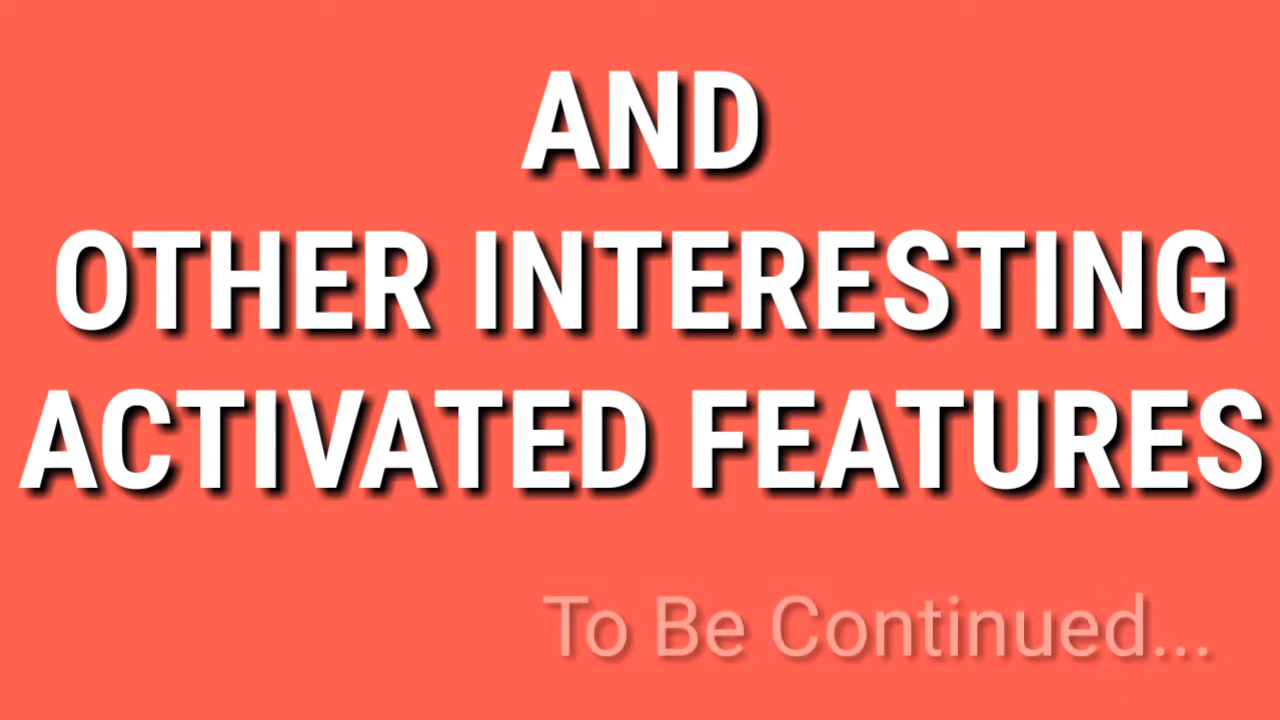 AND
OTHER INTERESTING
ACTIVATED FEATURES
To Be Continued...